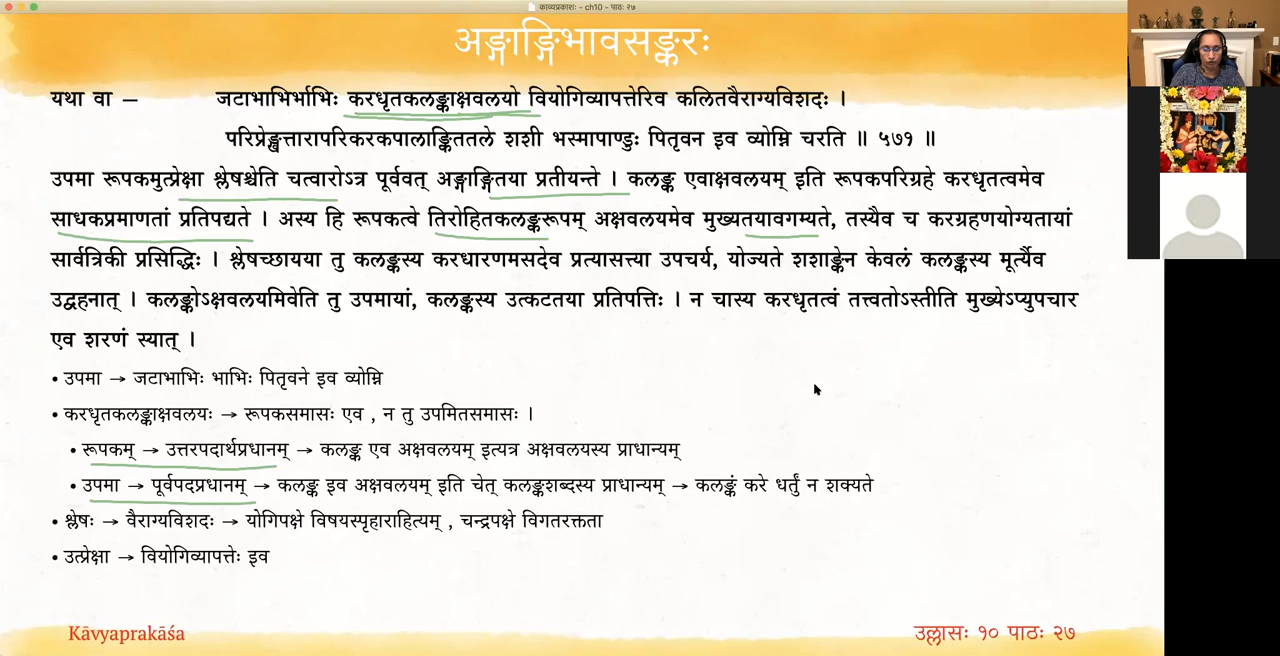 काव्यप्रकाशः - ch10 - पाठः २७
अङ्गाङ्गिभावसङ्करः
यथा वा – जटाभाभिर्भाभिः करधृतकलङ्काक्षवलयो वियोगिव्यापत्तेरिव कलितवैराग्यविशदः ।
परिप्रेङ्खत्तारापरिकरकपालाङ्किततले शशी भस्मापाण्डुः पितृवन इव व्योम्नि चरति ॥ ५७१ ॥
उपमा रूपकमुत्प्रेक्षा श्लेषश्चेति चत्वारोऽत्र पूर्ववत् अङ्गाङ्गितया प्रतीयन्ते । कलङ्क एवाक्षवलयम् इति रूपकपरिग्रहे करधृतत्वमेव
साधकप्रमाणतां प्रतिपद्यते । अस्य हि रूपकत्वे तिरोहितकलङ्करूपम् अक्षवलयमेव मुख्यतयावगम्यते, तस्यैव च करग्रहणयोग्यतायां
सार्वत्रिकी प्रसिद्धिः । श्लेषच्छायया तु कलङ्कस्य करधारणमसदेव प्रत्यासत्त्या उपचर्य, योज्यते शशाङ्केन केवलं कलङ्कस्य मूर्त्यैव
उद्वहनात् । कलङ्कोऽक्षवलयमिवेति तु उपमायां, कलङ्कस्य उत्कटतया प्रतिपत्तिः । न चास्य करधृतत्वं तत्त्वतोऽस्तीति मुख्येऽप्युपचार
एव शरणं स्यात् ।
• उपमा → जटाभाभिः भाभिः पितृवने इव व्योम्नि
• करधृतकलङ्काक्षवलयः → रूपकसमासः एव , न तु उपमितसमासः ।
• रूपकम् → उत्तरपदार्थप्रधानम् → कलङ्क एव अक्षवलयम् इत्यत्र अक्षवलयस्य प्राधान्यम्
• उपमा → पूर्वपदप्रधानम् → कलङ्क इव अक्षवलयम् इति चेत् कलङ्कशब्दस्य प्राधान्यम् → कलङ्कं करे धर्तुं न शक्यते
• श्लेषः → वैराग्यविशदः → योगिपक्षे विषयस्पृहाराहित्यम् , चन्द्रपक्षे विगतरक्तता
• उत्प्रेक्षा → वियोगिव्यापत्तेः इव
Kāvyaprakāśa
उल्लासः १० पाठः २७